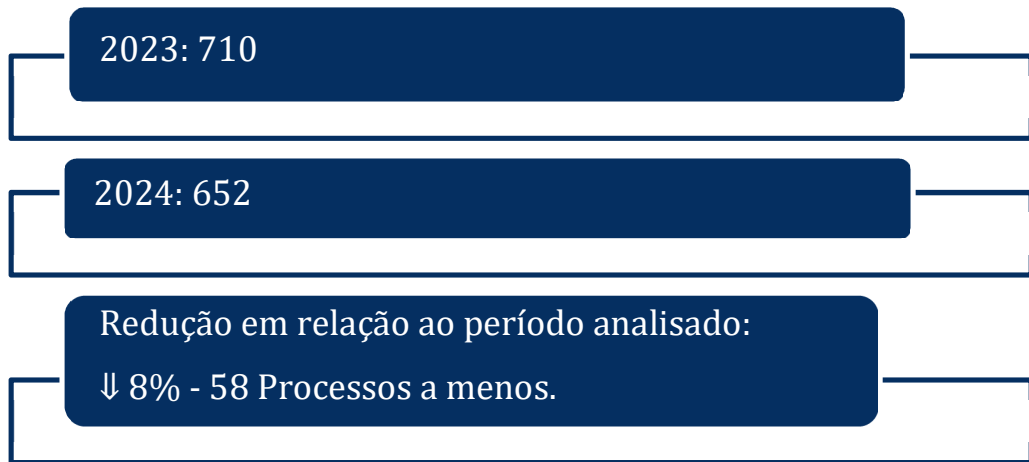 2023: 710
2024: 652
Redução em relação ao período analisado:
⇓ 8% - 58 Processos a menos.